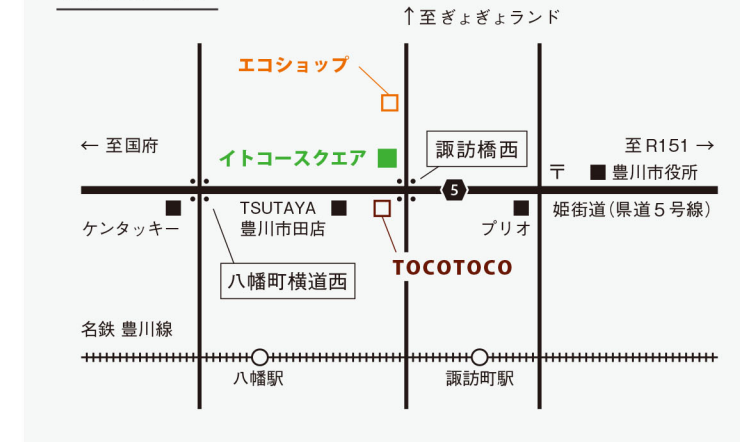 ↑至ぎょぎょランド
エコショップ
← 至国府
イトコースクエア
諏訪橋西
至R151 →
〒
豊川市役所
5
ケンタッキー
TSUTAYA
豊川市田店
プリオ
姫街道(県道5号線)
TOCOTOCO
八幡町横道西
名鉄 豊川線
八幡駅
諏訪町駅